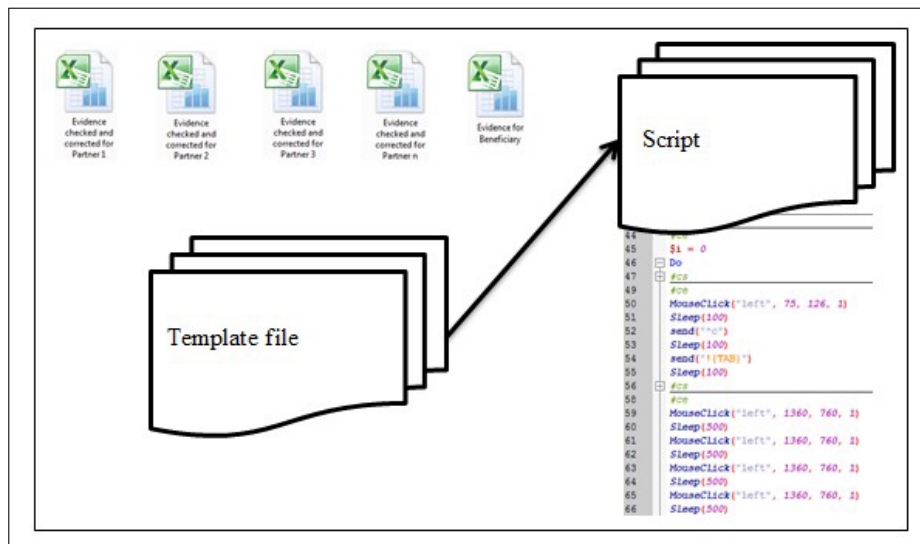 Evidence
checked and
corrected for
Partner 1
Evidence
checked and
corrected for
Partner 2
Evidence
checked and
corrected for
Partner 3
Evidence
checked and
corrected for
Partner n
Evidence for
Beneficiary
Script
Template file
44 #ce
45 $i = 0
46 Do
47 #cs
49 #ce
50 MouseClick("left", 75, 126, 1)
51 Sleep(100)
52 send("^c")
53 Sleep(100)
54 send("!{TAB}")
55 Sleep(100)
56 #cs
58 #ce
59 MouseClick("left", 1360, 760, 1)
60 Sleep(500)
61 MouseClick("left", 1360, 760, 1)
62 Sleep(500)
63 MouseClick("left", 1360, 760, 1)
64 Sleep(500)
65 MouseClick("left", 1360, 760, 1)
66 Sleep(500)